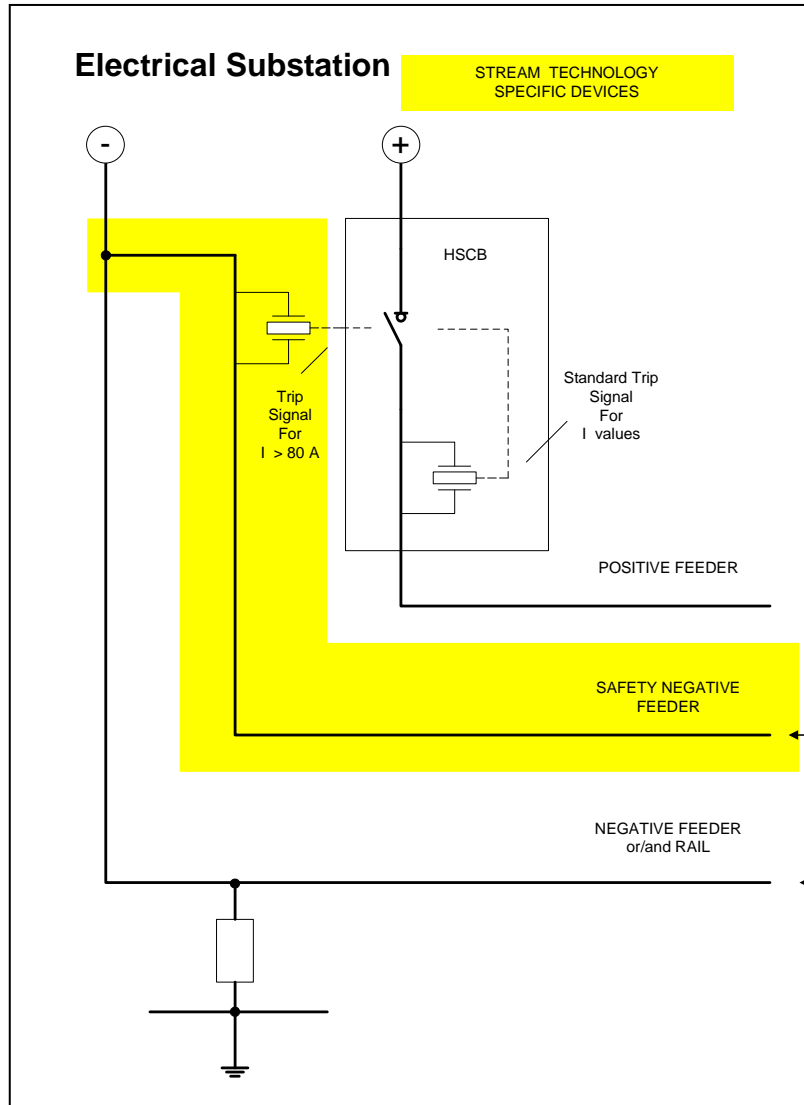 Electrical Substation
STREAM TECHNOLOGY
SPECIFIC DEVICES
-
+
HSCB
Trip
Signal
For
I > 80 A
Standard Trip
Signal
For
I values
POSITIVE FEEDER
SAFETY NEGATIVE
FEEDER
NEGATIVE FEEDER
or/and RAIL